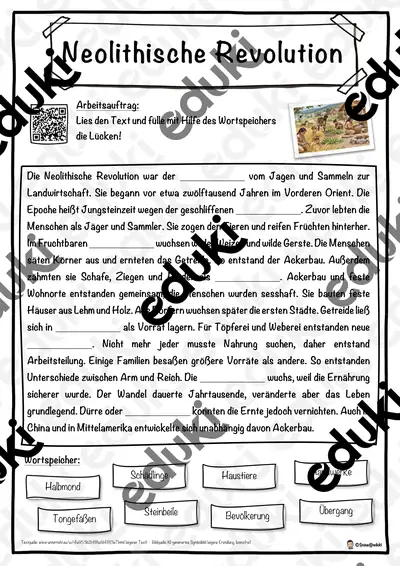 Neolithische Revolution
Arbeitsauftrag:
Lies den Text und fülle mit Hilfe des Wortspeichers
die Lücken!
Die Neolithische Revolution war der ______________ vom Jagen und Sammeln zur
Landwirtschaft. Sie begann vor etwa zwölftausend Jahren im Vorderen Orient. Die
Epoche heißt Jungsteinzeit wegen der geschliffenen ______________. Zuvor lebten die
Menschen als Jäger und Sammler. Sie zogen den Tieren und reifen Früchten hinterher.
Im Fruchtbaren ______________ wuchsen wilder Weizen und wilde Gerste. Die Menschen
säten Körner aus und ernteten das Getreide. So entstand der Ackerbau. Außerdem
zähmten sie Schafe, Ziegen und ______________. Ackerbau und feste
Wohnorte entstanden gemeinsam. Die Menschen wurden sesshaft. Sie bauten feste
Häuser aus Lehm und Holz. Aus Dörfern wuchsen später die ersten Städte. Getreide ließ
sich in ______________ als Vorrat lagern. Für Töpferei und Weberei entstanden neue
______________. Nicht mehr jeder musste Nahrung suchen, daher entstand
Arbeitsteilung. Einige Familien besaßen größere Vorräte als andere. So entstanden
Unterschiede zwischen Arm und Reich. Die ______________ wuchs, weil die Ernährung
sicherer wurde. Der Wandel dauerte Jahrtausende, veränderte aber das Leben
grundlegend. Dürre oder ______________ konnten die Ernte jedoch vernichten. Auch in
China und in Mittelamerika entwickelte sich unabhängig davon Ackerbau.
Wortspeicher:
Halbmond
Schädlinge
Haustiere
Tongefäßen
Steinbeile
Bevölkerung
Übergang
eduki